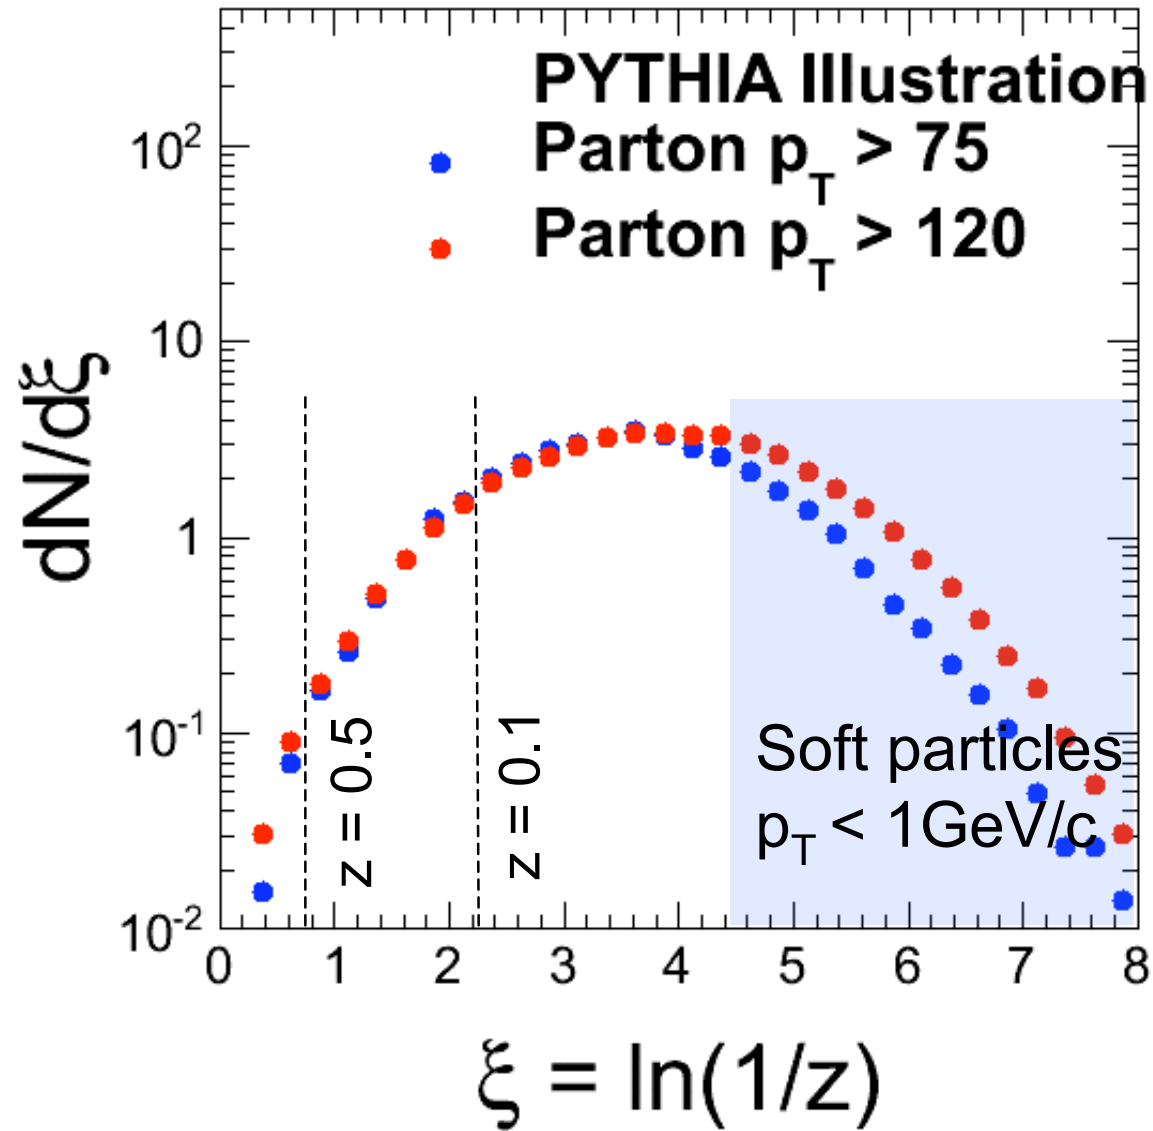 PYTHIA Illustration
Parton p_T > 75
Parton p_T > 120
10^2
10
1
10^-1
10^-2
dN/dξ
z = 0.5
z = 0.1
Soft particles
p_T < 1GeV/c
0 1 2 3 4 5 6 7 8
ξ = ln(1/z)